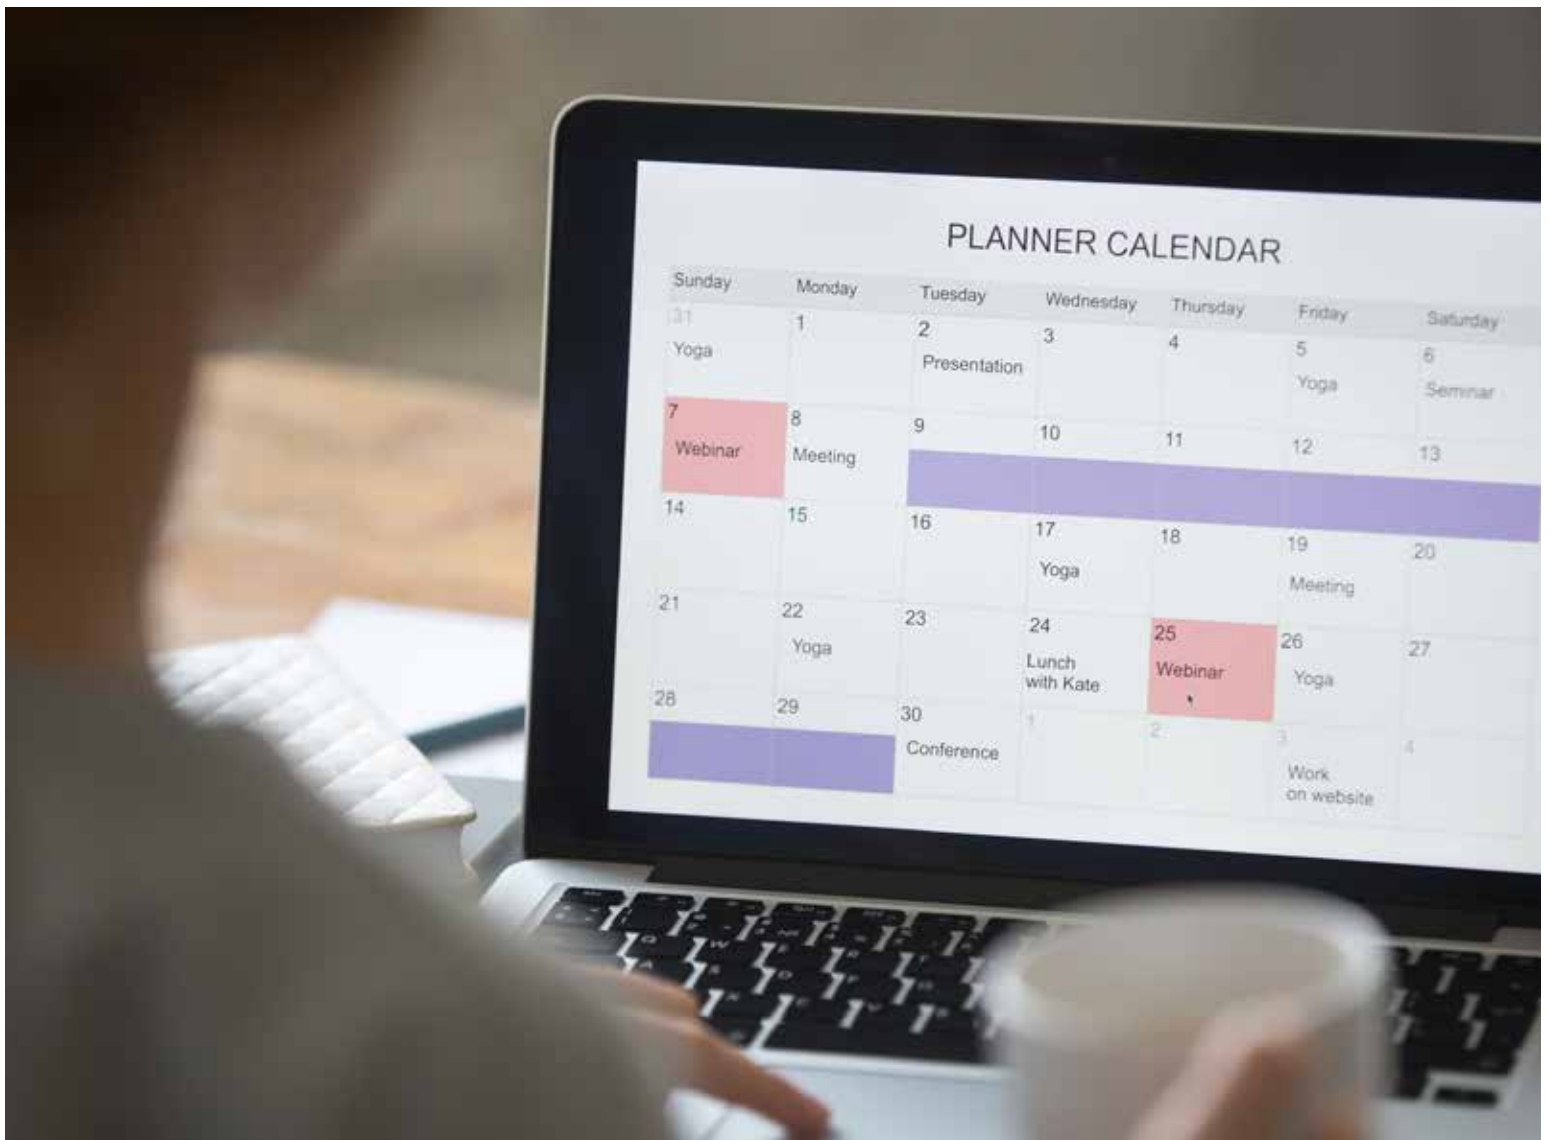 PLANNER CALENDAR
Sunday Monday Tuesday Wednesday Thursday Friday Saturday
31 1 2 3 4 5 6
Yoga Presentation Yoga Seminar
7 8 9 10 11 12 13
Webinar Meeting
14 15 16 17 18 19 20
Yoga Meeting
21 22 23 24 25 26 27
Yoga Lunch Webinar Yoga
with Kate
28 29 30 1 2 3 4
Conference Work
on website